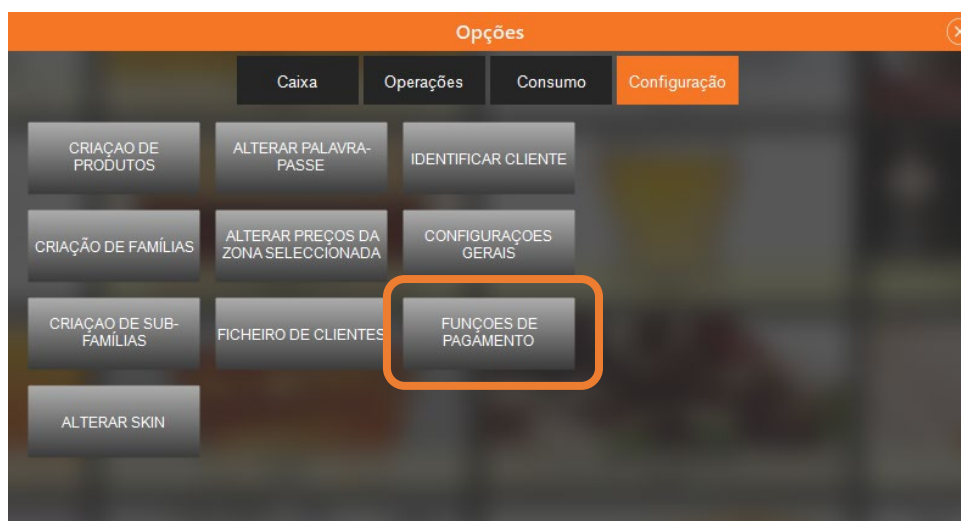 Opções
Caixa Operações Consumo Configuração
CRIAÇAO DE
PRODUTOS
ALTERAR PALAVRA-
PASSE
IDENTIFICAR CLIENTE
CRIAÇÃO DE FAMÍLIAS
ALTERAR PREÇOS DA
ZONA SELECCIONADA
CONFIGURAÇOES
GERAIS
CRIAÇAO DE SUB-
FAMÍLIAS
FICHEIRO DE CLIENTES
FUNÇOES DE
PAGAMENTO
ALTERAR SKIN